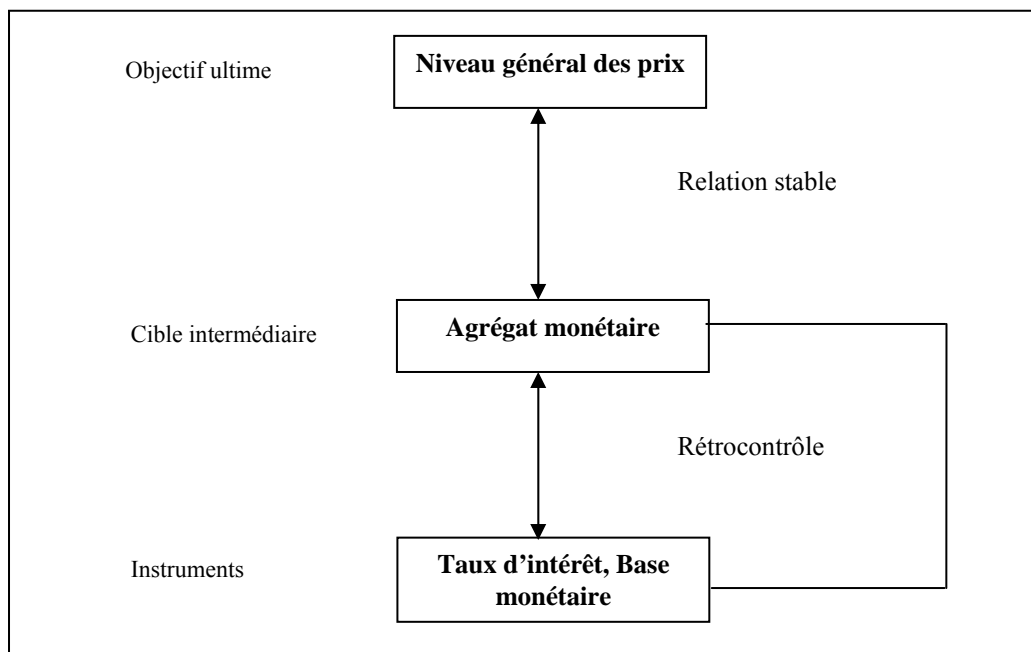 Objectif ultime
Niveau général des prix
Relation stable
Cible intermédiaire
Agrégat monétaire
Rétrocontrôle
Instruments
Taux d’intérêt, Base
monétaire